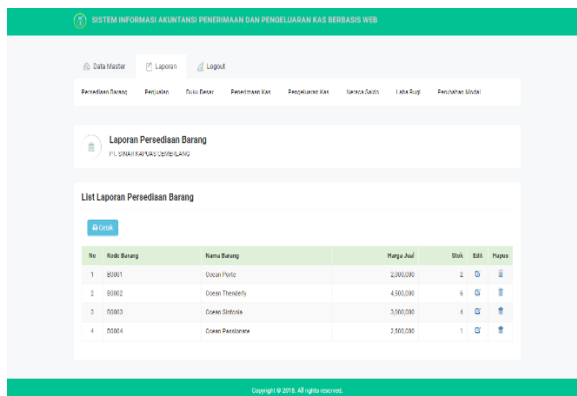 SISTEM INFORMASI AKUNTANSI PENERIMAAN DAN PENGELUARAN KAS BERBASIS WEB
Data Master Laporan Logout
Persediaan Barang Penjualan Buku Besar Penerimaan Kas Pengeluaran Kas Neraca Saldo Laba Rugi Perubahan Modal
Laporan Persediaan Barang
PT. SINAR KAPUAS CEMERLANG
List Laporan Persediaan Barang
Cetak
No Kode Barang Nama Barang Harga Jual Stok Edit Hapus
1 B0001 Ocean Porte 2,000,000 2
2 B0002 Ocean Thenderly 4,500,000 6
3 B0003 Ocean Sinfonia 3,000,000
4 B0004 Ocean Passionate 2,500,000 1
Copyright © 2018. All rights reserved.